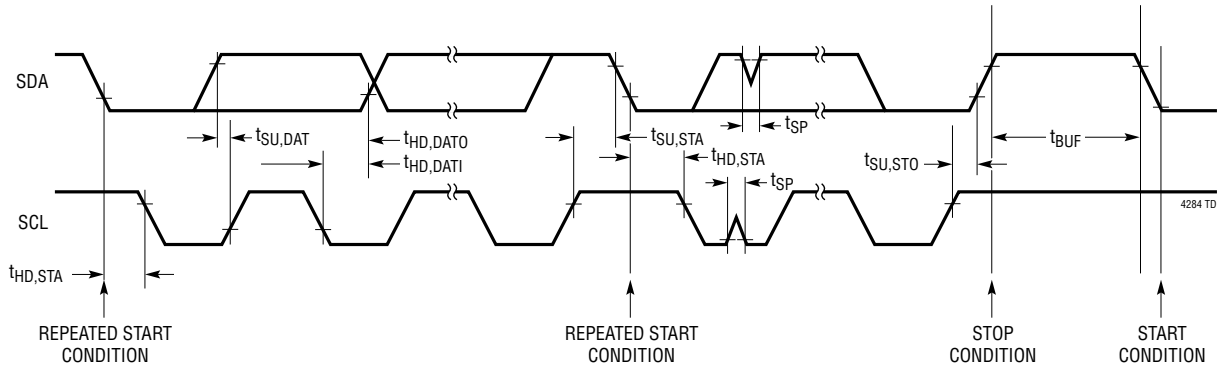 SDA
tSU,DAT
tHD,DATO
tHD,DATI
tSU,STA
tHD,STA
tSP
tSP
tSU,STO
tBUF
SCL
4284 TD
tHD,STA
REPEATED START
CONDITION
REPEATED START
CONDITION
STOP
CONDITION
START
CONDITION